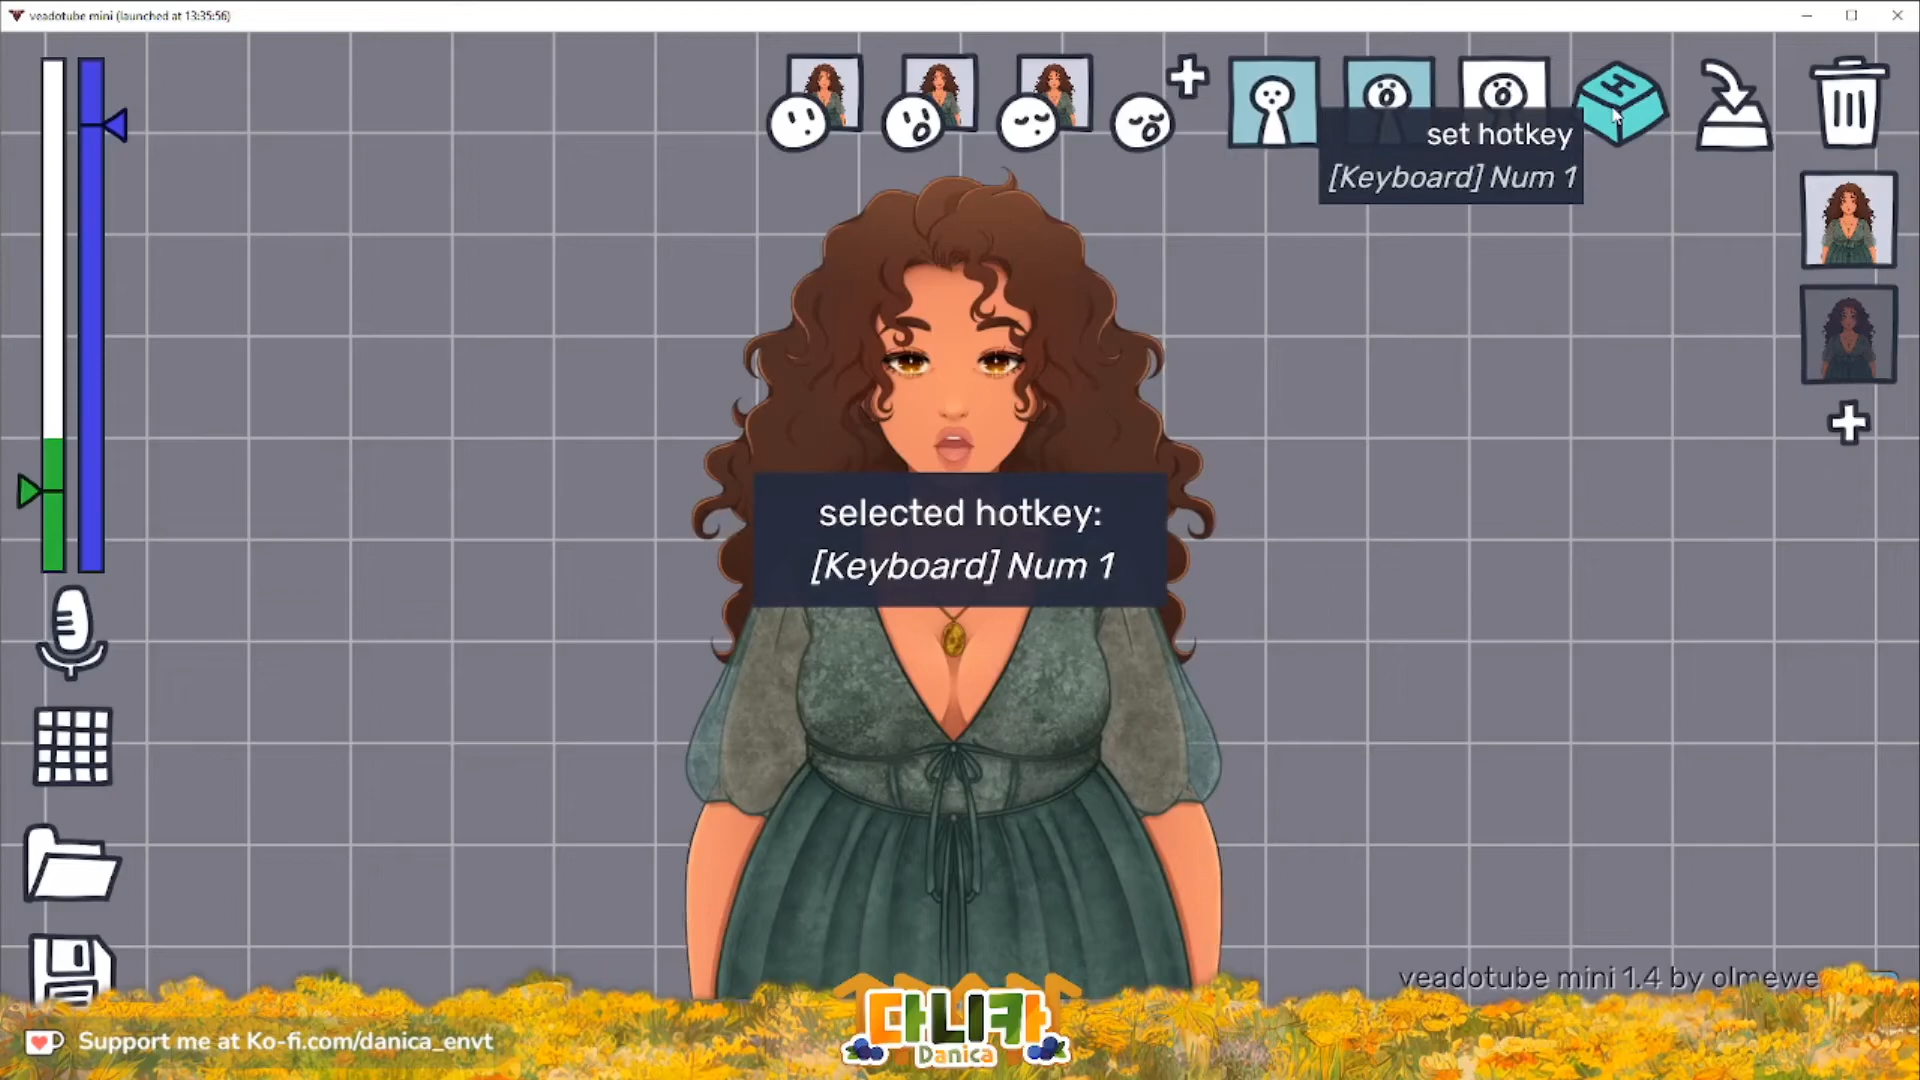 veadotube mini (launched at 13:35:56)
set hotkey
[Keyboard] Num 1
selected hotkey:
[Keyboard] Num 1
veadotube mini 1.4 by olmewe
다니카
Danica
Support me at Ko-fi.com/danica_envt